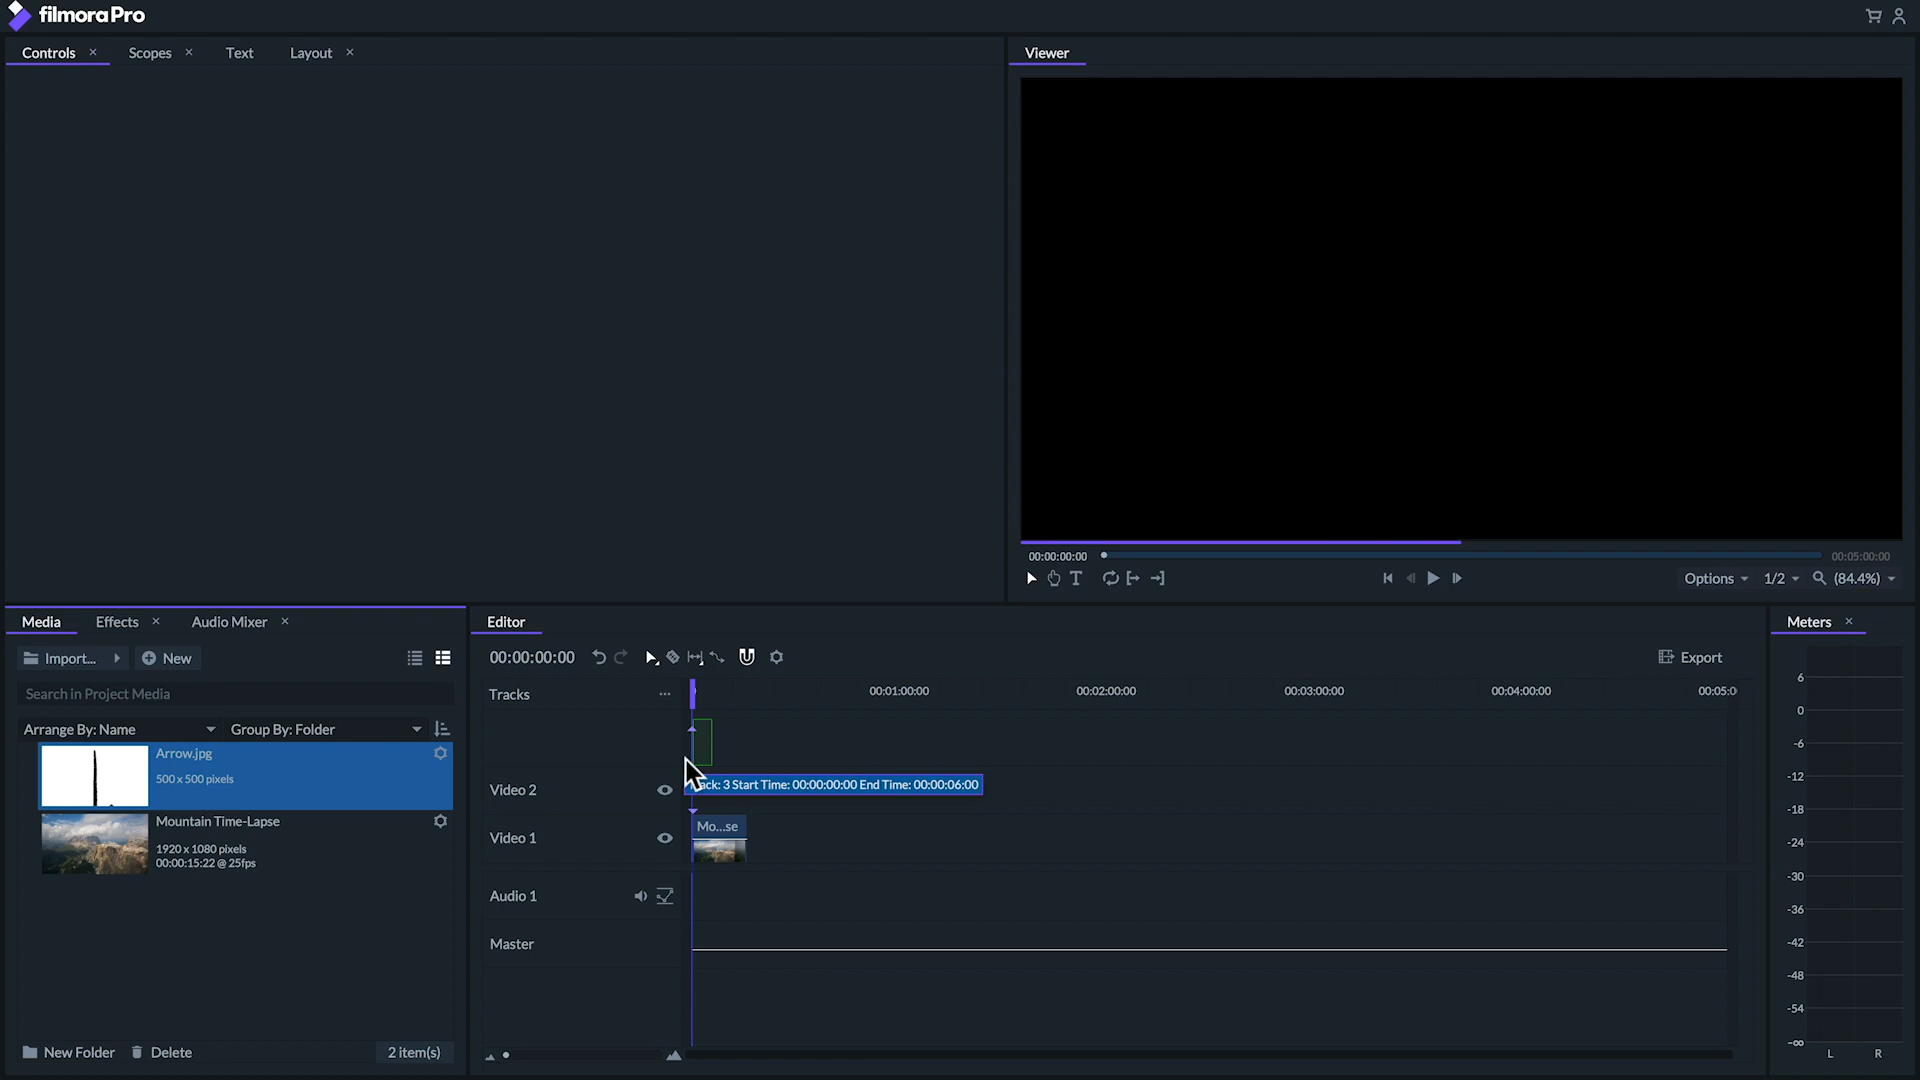 filmoraPro
Controls
Scopes
Text
Layout
Viewer
00:00:00:00
00:05:00:00
Options
1/2
(84.4%)
Media
Effects
Audio Mixer
Import...
New
Search in Project Media
Arrange By: Name
Group By: Folder
Arrow.jpg
500 x 500 pixels
Mountain Time-Lapse
1920 x 1080 pixels
00:00:15:22 @ 25fps
New Folder
Delete
2 item(s)
Editor
00:00:00:00
Export
Tracks
00:01:00:00
00:02:00:00
00:03:00:00
00:04:00:00
00:05:0
Video 2
ack: 3 Start Time: 00:00:00:00 End Time: 00:00:06:00
Video 1
Mo...se
Audio 1
Master
Meters
6
0
-6
-12
-18
-24
-30
-36
-42
-48
-54
-∞
L
R